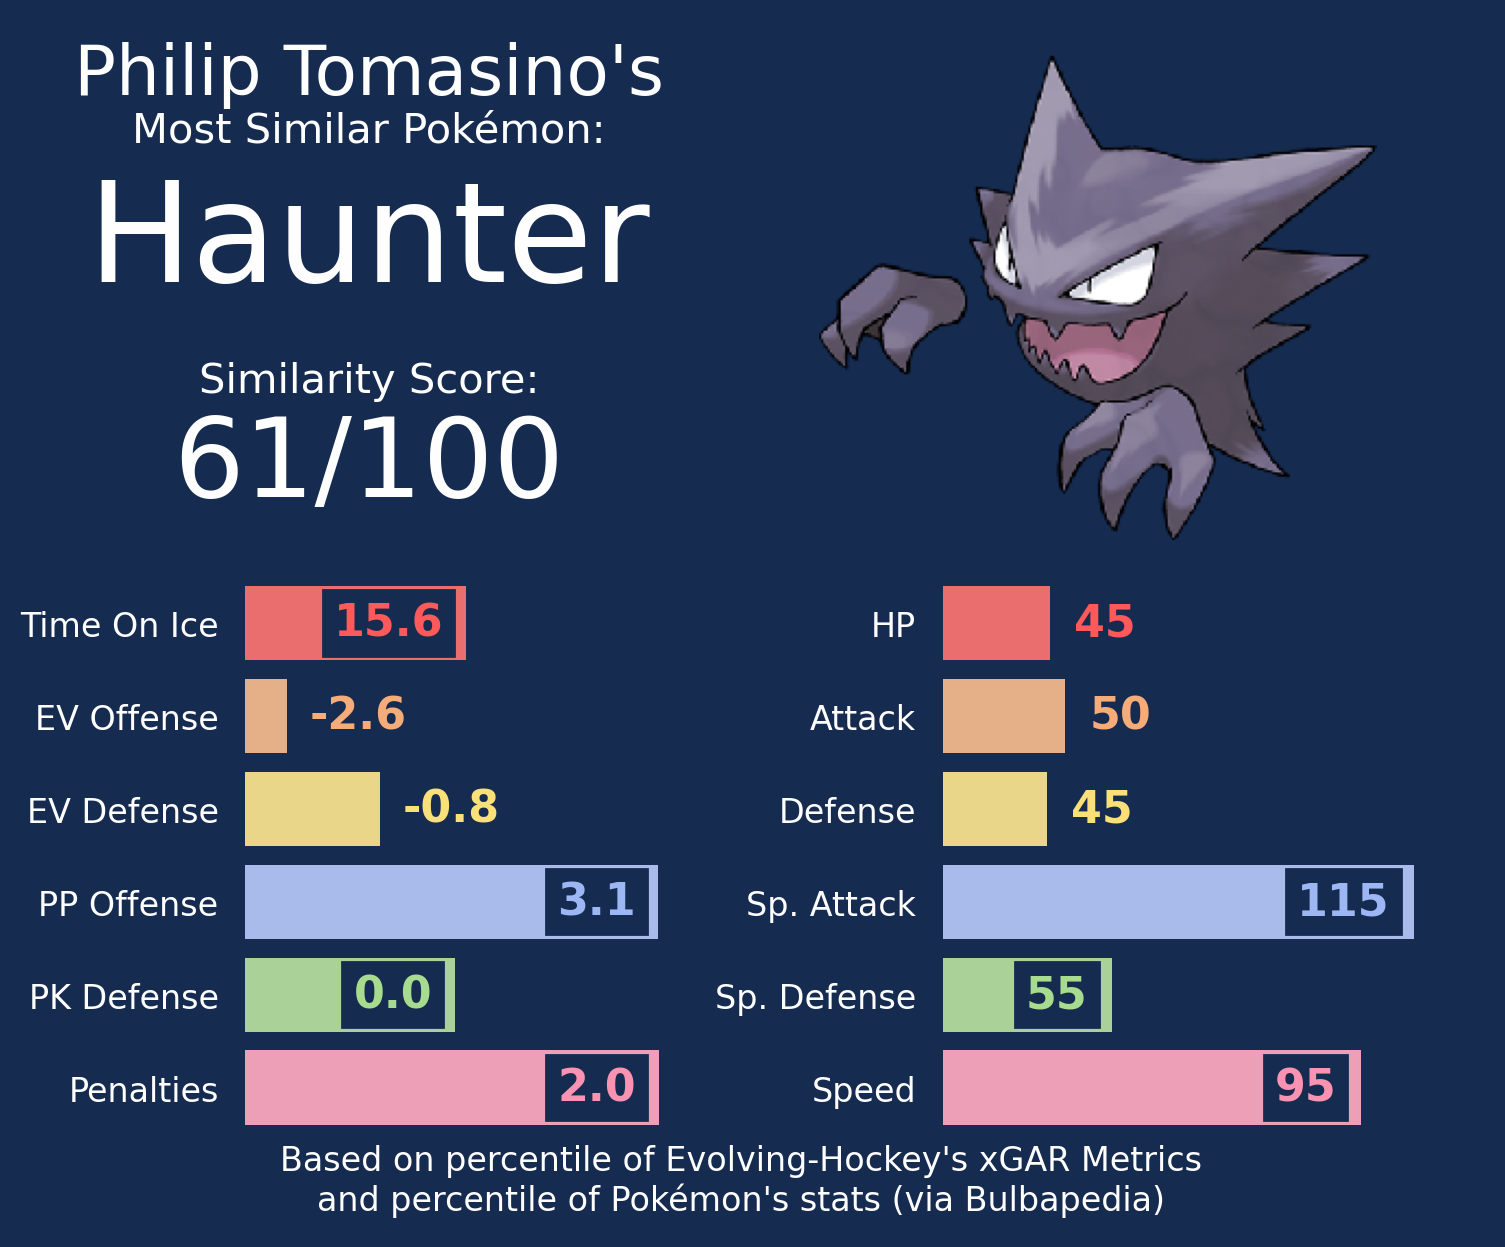 Philip Tomasino's
Most Similar Pokémon:
Haunter
Similarity Score:
61/100
Time On Ice 15.6
EV Offense -2.6
EV Defense -0.8
PP Offense 3.1
PK Defense 0.0
Penalties 2.0
HP 45
Attack 50
Defense 45
Sp. Attack 115
Sp. Defense 55
Speed 95
Based on percentile of Evolving-Hockey's xGAR Metrics
and percentile of Pokémon's stats (via Bulbapedia)